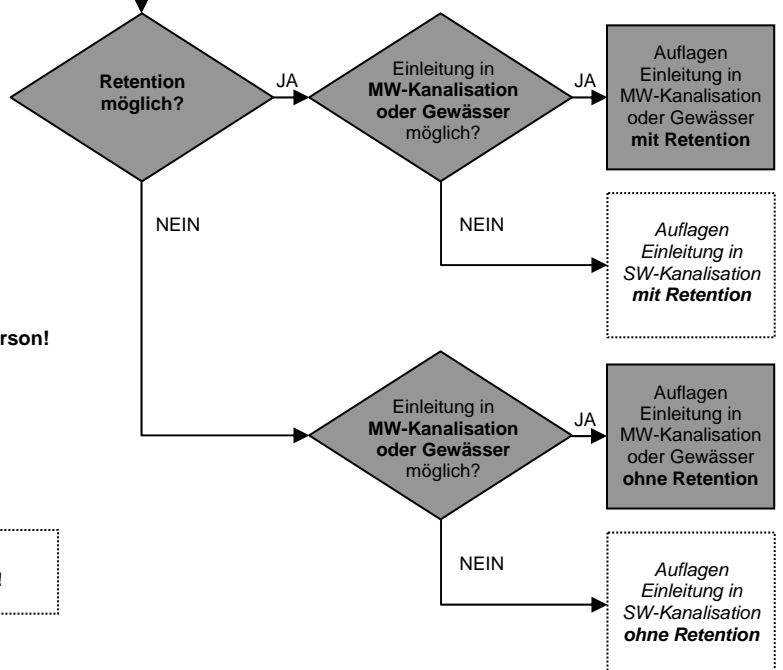 Retention
möglich?
JA
Einleitung in
MW-Kanalisation
oder Gewässer
möglich?
JA
Auflagen
Einleitung in
MW-Kanalisation
oder Gewässer
mit Retention
NEIN
NEIN
Auflagen
Einleitung in
SW-Kanalisation
mit Retention
rson!
Einleitung in
MW-Kanalisation
oder Gewässer
möglich?
JA
Auflagen
Einleitung in
MW-Kanalisation
oder Gewässer
ohne Retention
NEIN
!
Auflagen
Einleitung in
SW-Kanalisation
ohne Retention